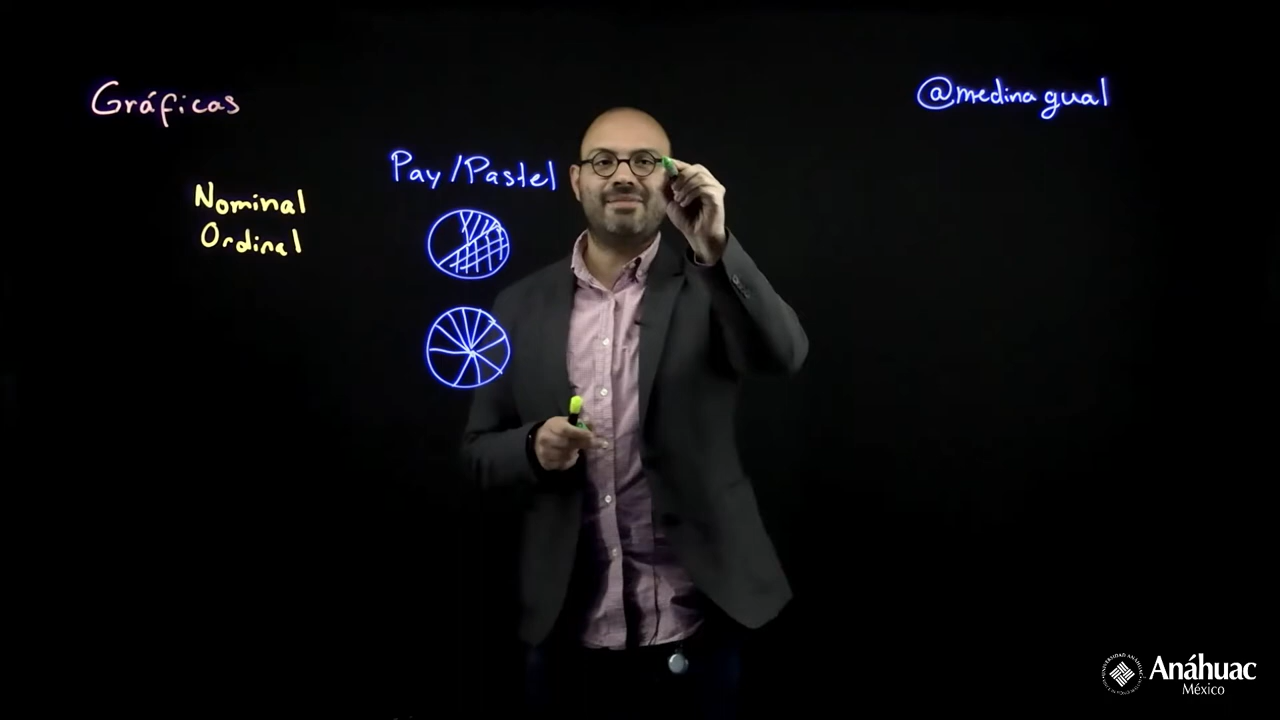 Gráficas
@medinagual
Pay/Pastel
Nominal
Ordinal
Anáhuac
México